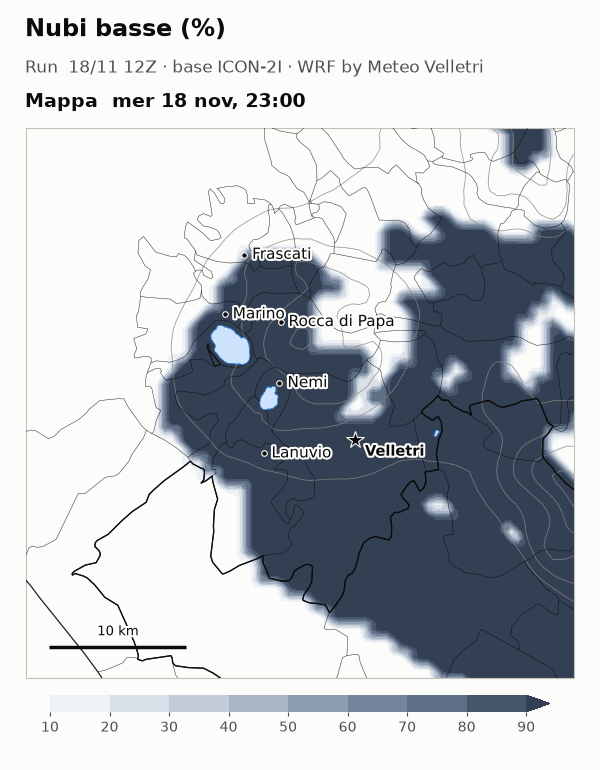 Nubi basse (%)
Run  18/11 12Z · base ICON-2I · WRF by Meteo Velletri
Mappa  mer 18 nov, 23:00
Frascati
Marino
Rocca di Papa
Nemi
Velletri
Lanuvio
10 km
10 20 30 40 50 60 70 80 90